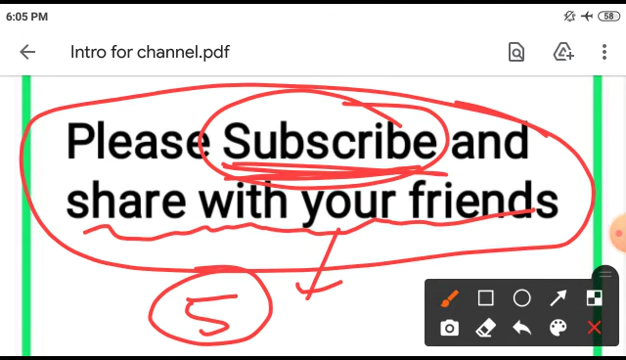 6:05 PM
58
Intro for channel.pdf
Please Subscribe and
share with your friends
5